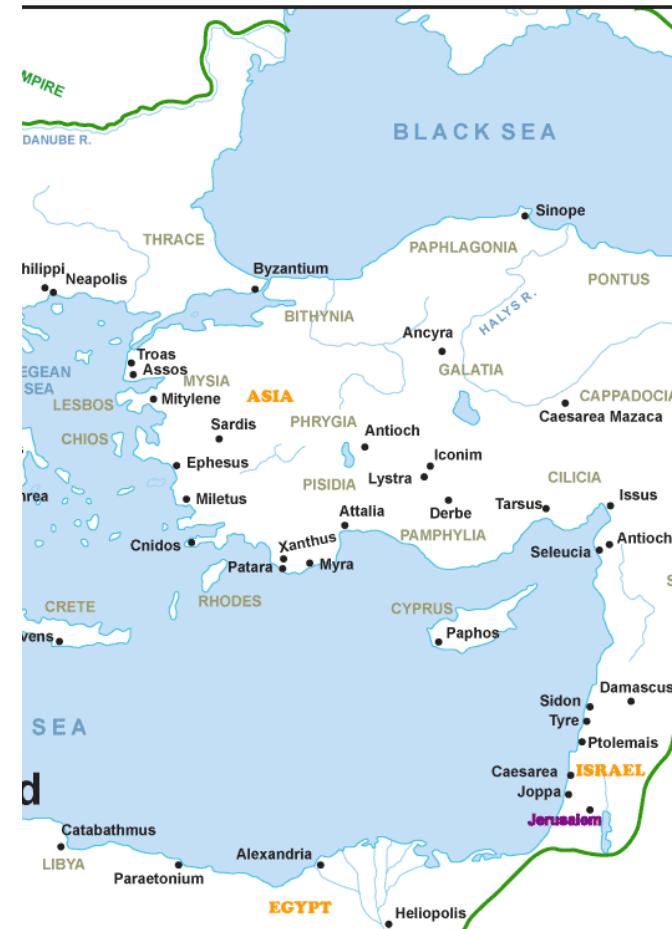 MPIRE
DANUBE R.
BLACK SEA
Sinope
THRACE
PAPHLAGONIA
Byzantium
hilippi
Neapolis
PONTUS
BITHYNIA
HALYS R.
Ancyra
Troas
Assos
EGEAN
SEA
GALATIA
MYSIA
ASIA
CAPPADOCIA
LESBOS
Mitylene
Caesarea Mazaca
Sardis
PHRYGIA
Antioch
CHIOS
Iconim
Ephesus
Lystra
CILICIA
PISIDIA
hrea
Miletus
Derbe
Tarsus
Issus
Attalia
PAMPHYLIA
Cnidos
Xanthus
Antioch
Seleucia
Patara
Myra
RHODES
CRETE
CYPRUS
vens
Paphos
Damascus
Sidon
SEA
Tyre
Ptolemais
Caesarea
ISRAEL
d
Joppa
Jerusalem
Catabathmus
Alexandria
LIBYA
Paraetonium
EGYPT
Heliopolis